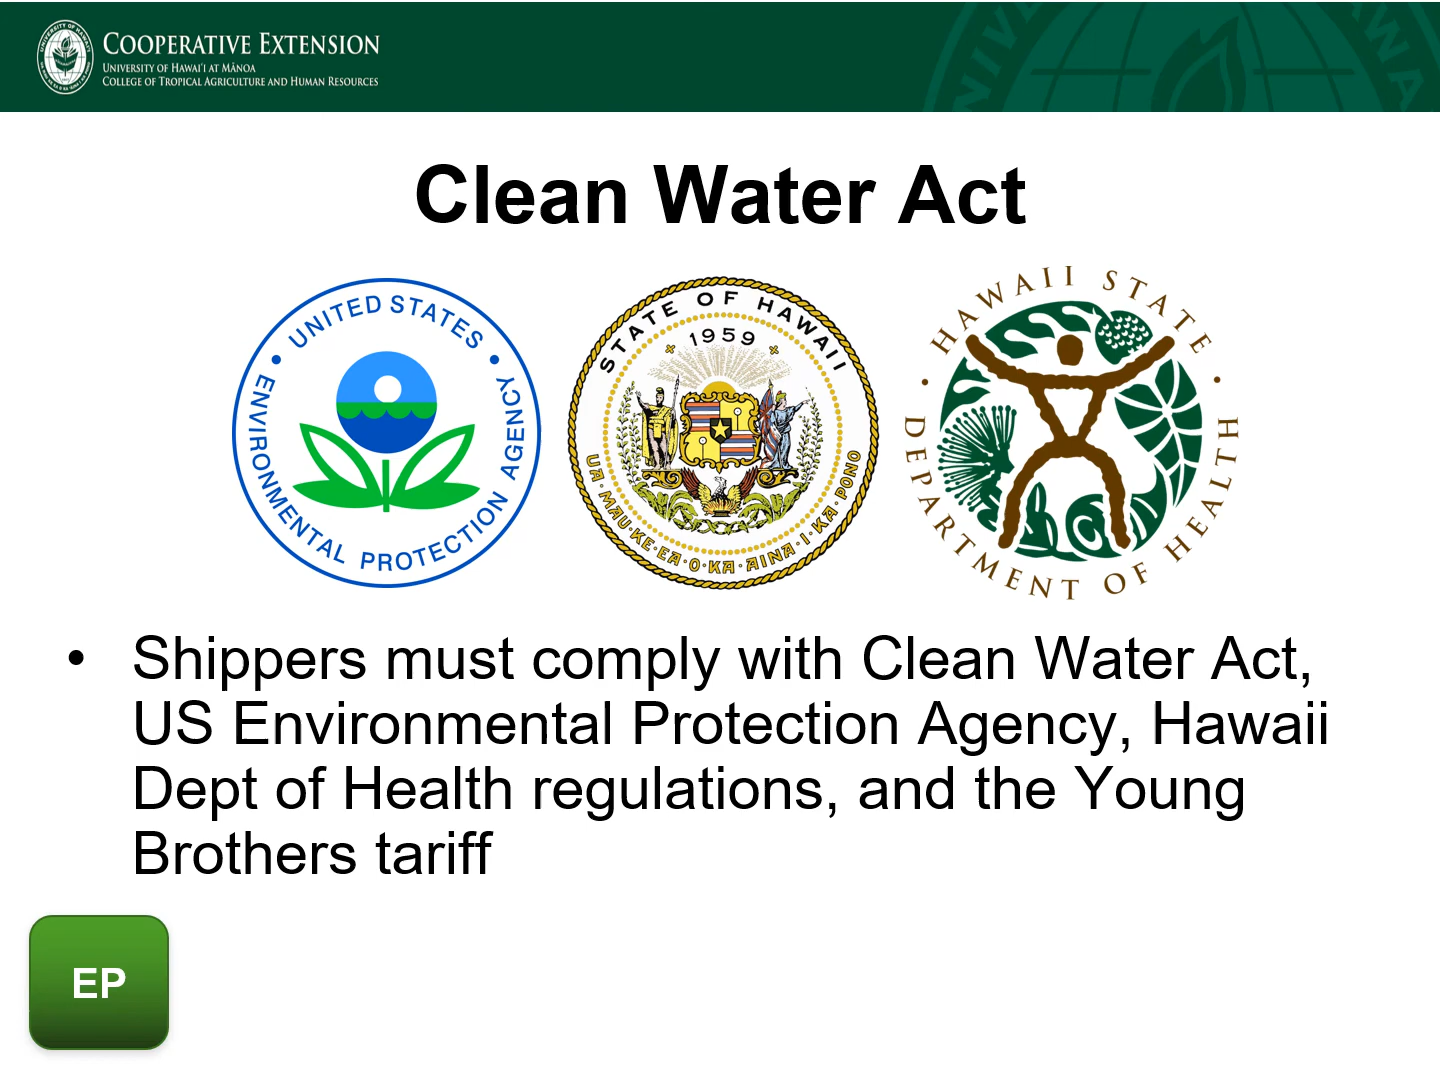 COOPERATIVE EXTENSION
UNIVERSITY OF HAWAI'I AT MĀNOA
COLLEGE OF TROPICAL AGRICULTURE AND HUMAN RESOURCES
Clean Water Act
UNITED STATES
ENVIRONMENTAL PROTECTION AGENCY
STATE OF HAWAII
1959
UA·MAU·KE·EA·O·KA·AINA·I·KA·PONO
HAWAII STATE
DEPARTMENT OF HEALTH
• Shippers must comply with Clean Water Act,
US Environmental Protection Agency, Hawaii
Dept of Health regulations, and the Young
Brothers tariff
EP